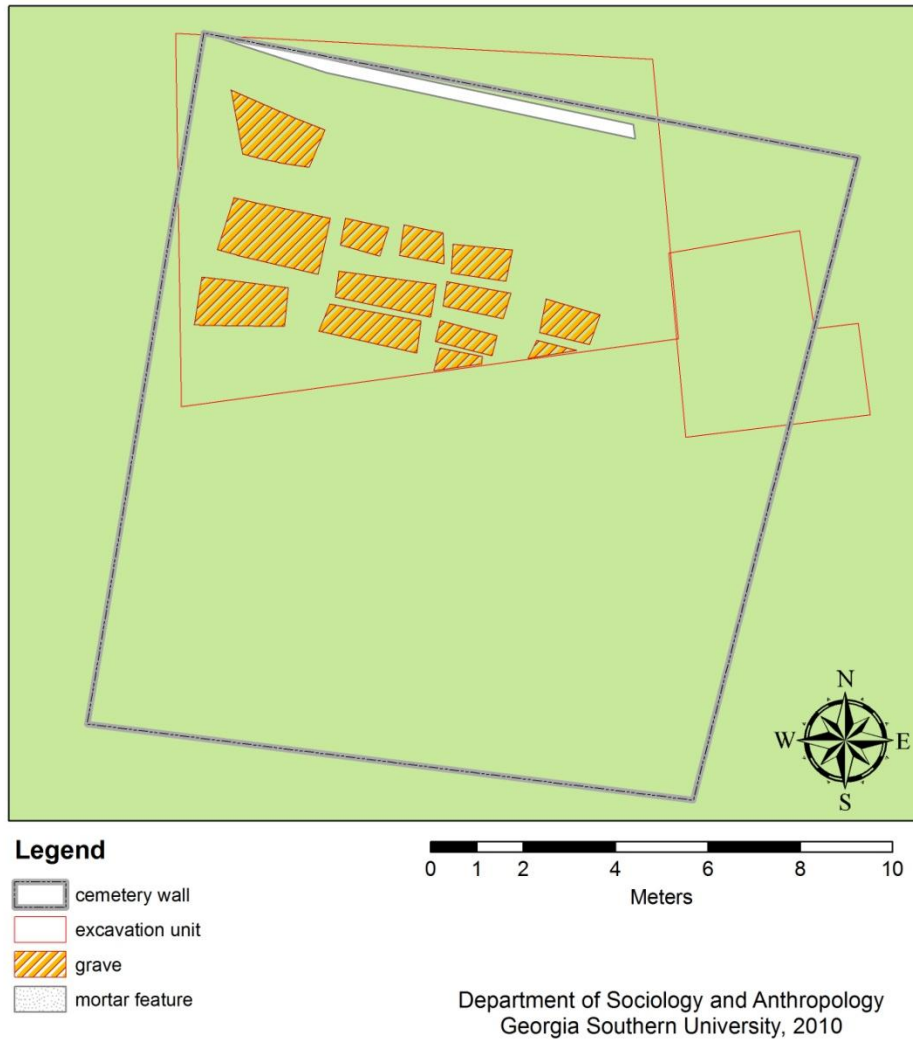 N
W E
S
Legend
cemetery wall
excavation unit
grave
mortar feature
0 1 2 4 6 8 10
Meters
Department of Sociology and Anthropology
Georgia Southern University, 2010